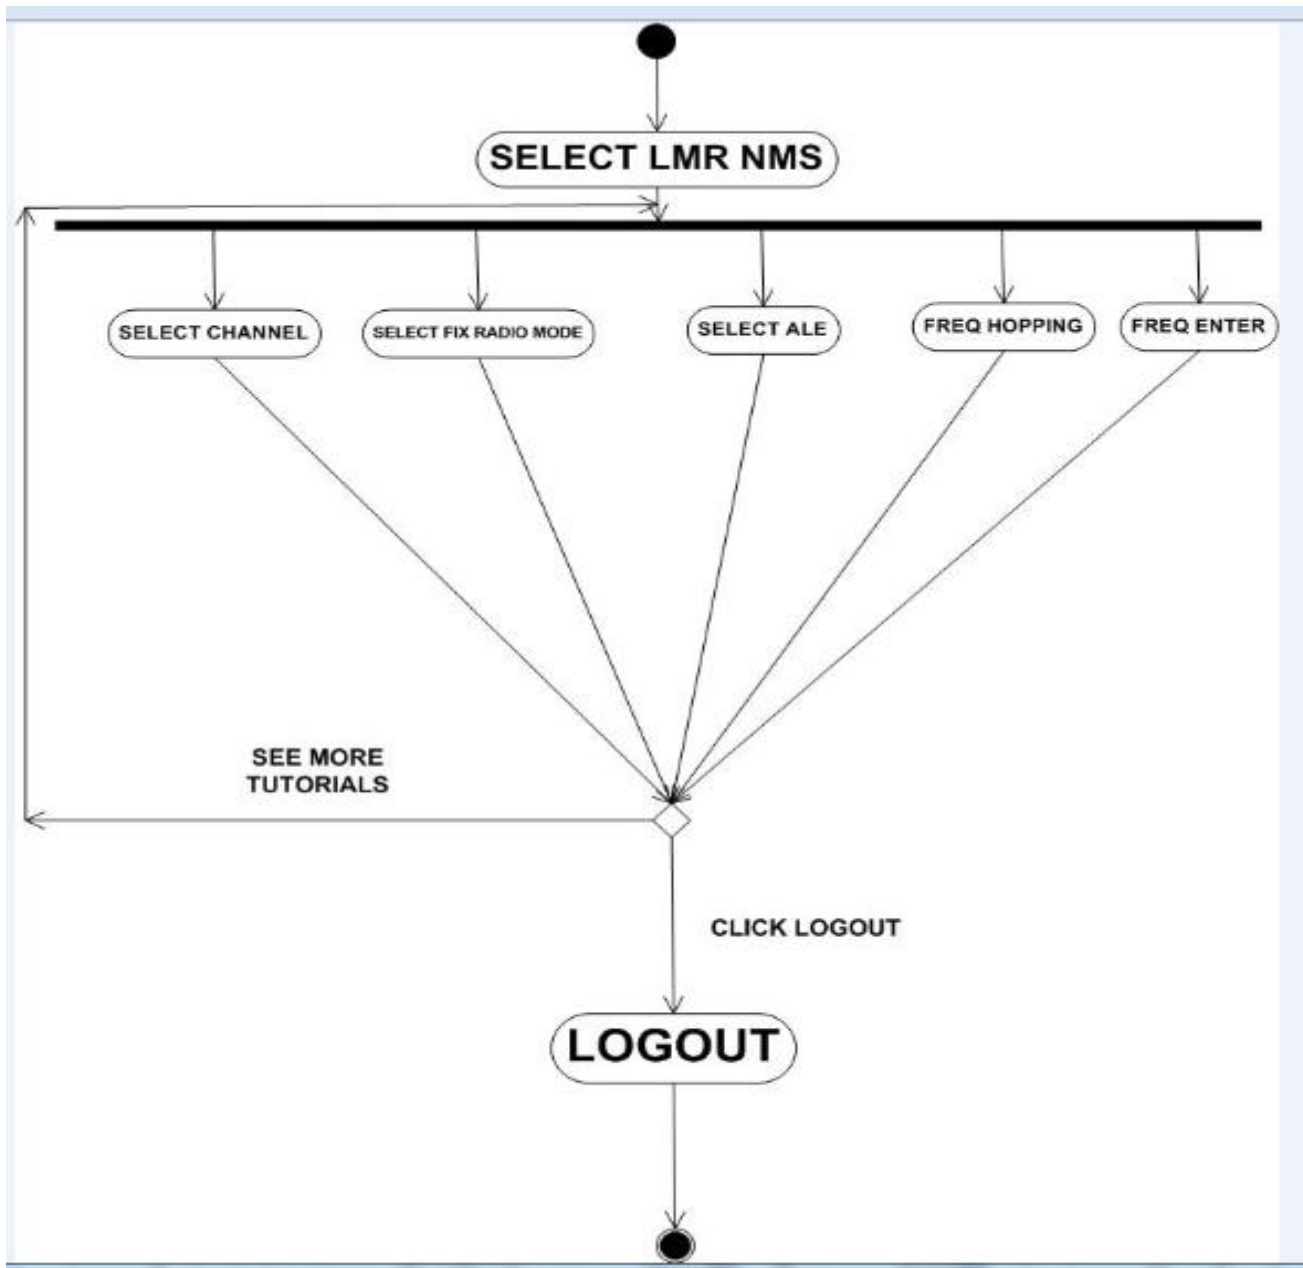 SELECT LMR NMS
SELECT CHANNEL
SELECT FIX RADIO MODE
SELECT ALE
FREQ HOPPING
FREQ ENTER
SEE MORE
TUTORIALS
CLICK LOGOUT
LOGOUT